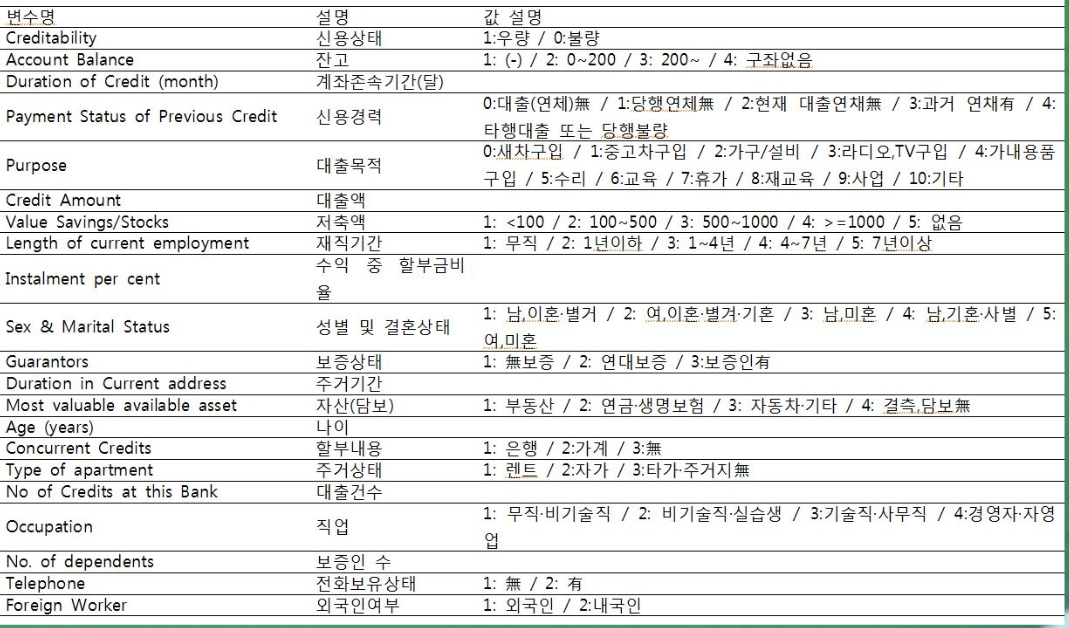 변수명 설명 값 설명
Creditability 신용상태 1:우량 / 0:불량
Account Balance 잔고 1: (-) / 2: 0~200 / 3: 200~ / 4: 구좌없음
Duration of Credit (month) 계좌존속기간(달)
Payment Status of Previous Credit 신용경력 0:대출(연체)無 / 1:당행연체無 / 2:현재 대출연채無 / 3:과거 연채有 / 4:
타행대출 또는 당행불량
Purpose 대출목적 0:새차구입 / 1:중고차구입 / 2:가구/설비 / 3:라디오,TV구입 / 4:가내용품
구입 / 5:수리 / 6:교육 / 7:휴가 / 8:재교육 / 9:사업 / 10:기타
Credit Amount 대출액
Value Savings/Stocks 저축액 1: <100 / 2: 100~500 / 3: 500~1000 / 4: >=1000 / 5: 없음
Length of current employment 재직기간 1: 무직 / 2: 1년이하 / 3: 1~4년 / 4: 4~7년 / 5: 7년이상
Instalment per cent 수익 중 할부금비
율
Sex & Marital Status 성별 및 결혼상태 1: 남,이혼·별거 / 2: 여,이혼·별겨·기혼 / 3: 남,미혼 / 4: 남,기혼·사별 / 5:
여,미혼
Guarantors 보증상태 1: 無보증 / 2: 연대보증 / 3:보증인有
Duration in Current address 주거기간
Most valuable available asset 자산(담보) 1: 부동산 / 2: 연금·생명보험 / 3: 자동차·기타 / 4: 결측,담보無
Age (years) 나이
Concurrent Credits 할부내용 1: 은행 / 2:가계 / 3:無
Type of apartment 주거상태 1: 렌트 / 2:자가 / 3:타가·주거지無
No of Credits at this Bank 대출건수
Occupation 직업 1: 무직·비기술직 / 2: 비기술직·실습생 / 3:기술직·사무직 / 4:경영자·자영
업
No. of dependents 보증인 수
Telephone 전화보유상태 1: 無 / 2: 有
Foreign Worker 외국인여부 1: 외국인 / 2:내국인